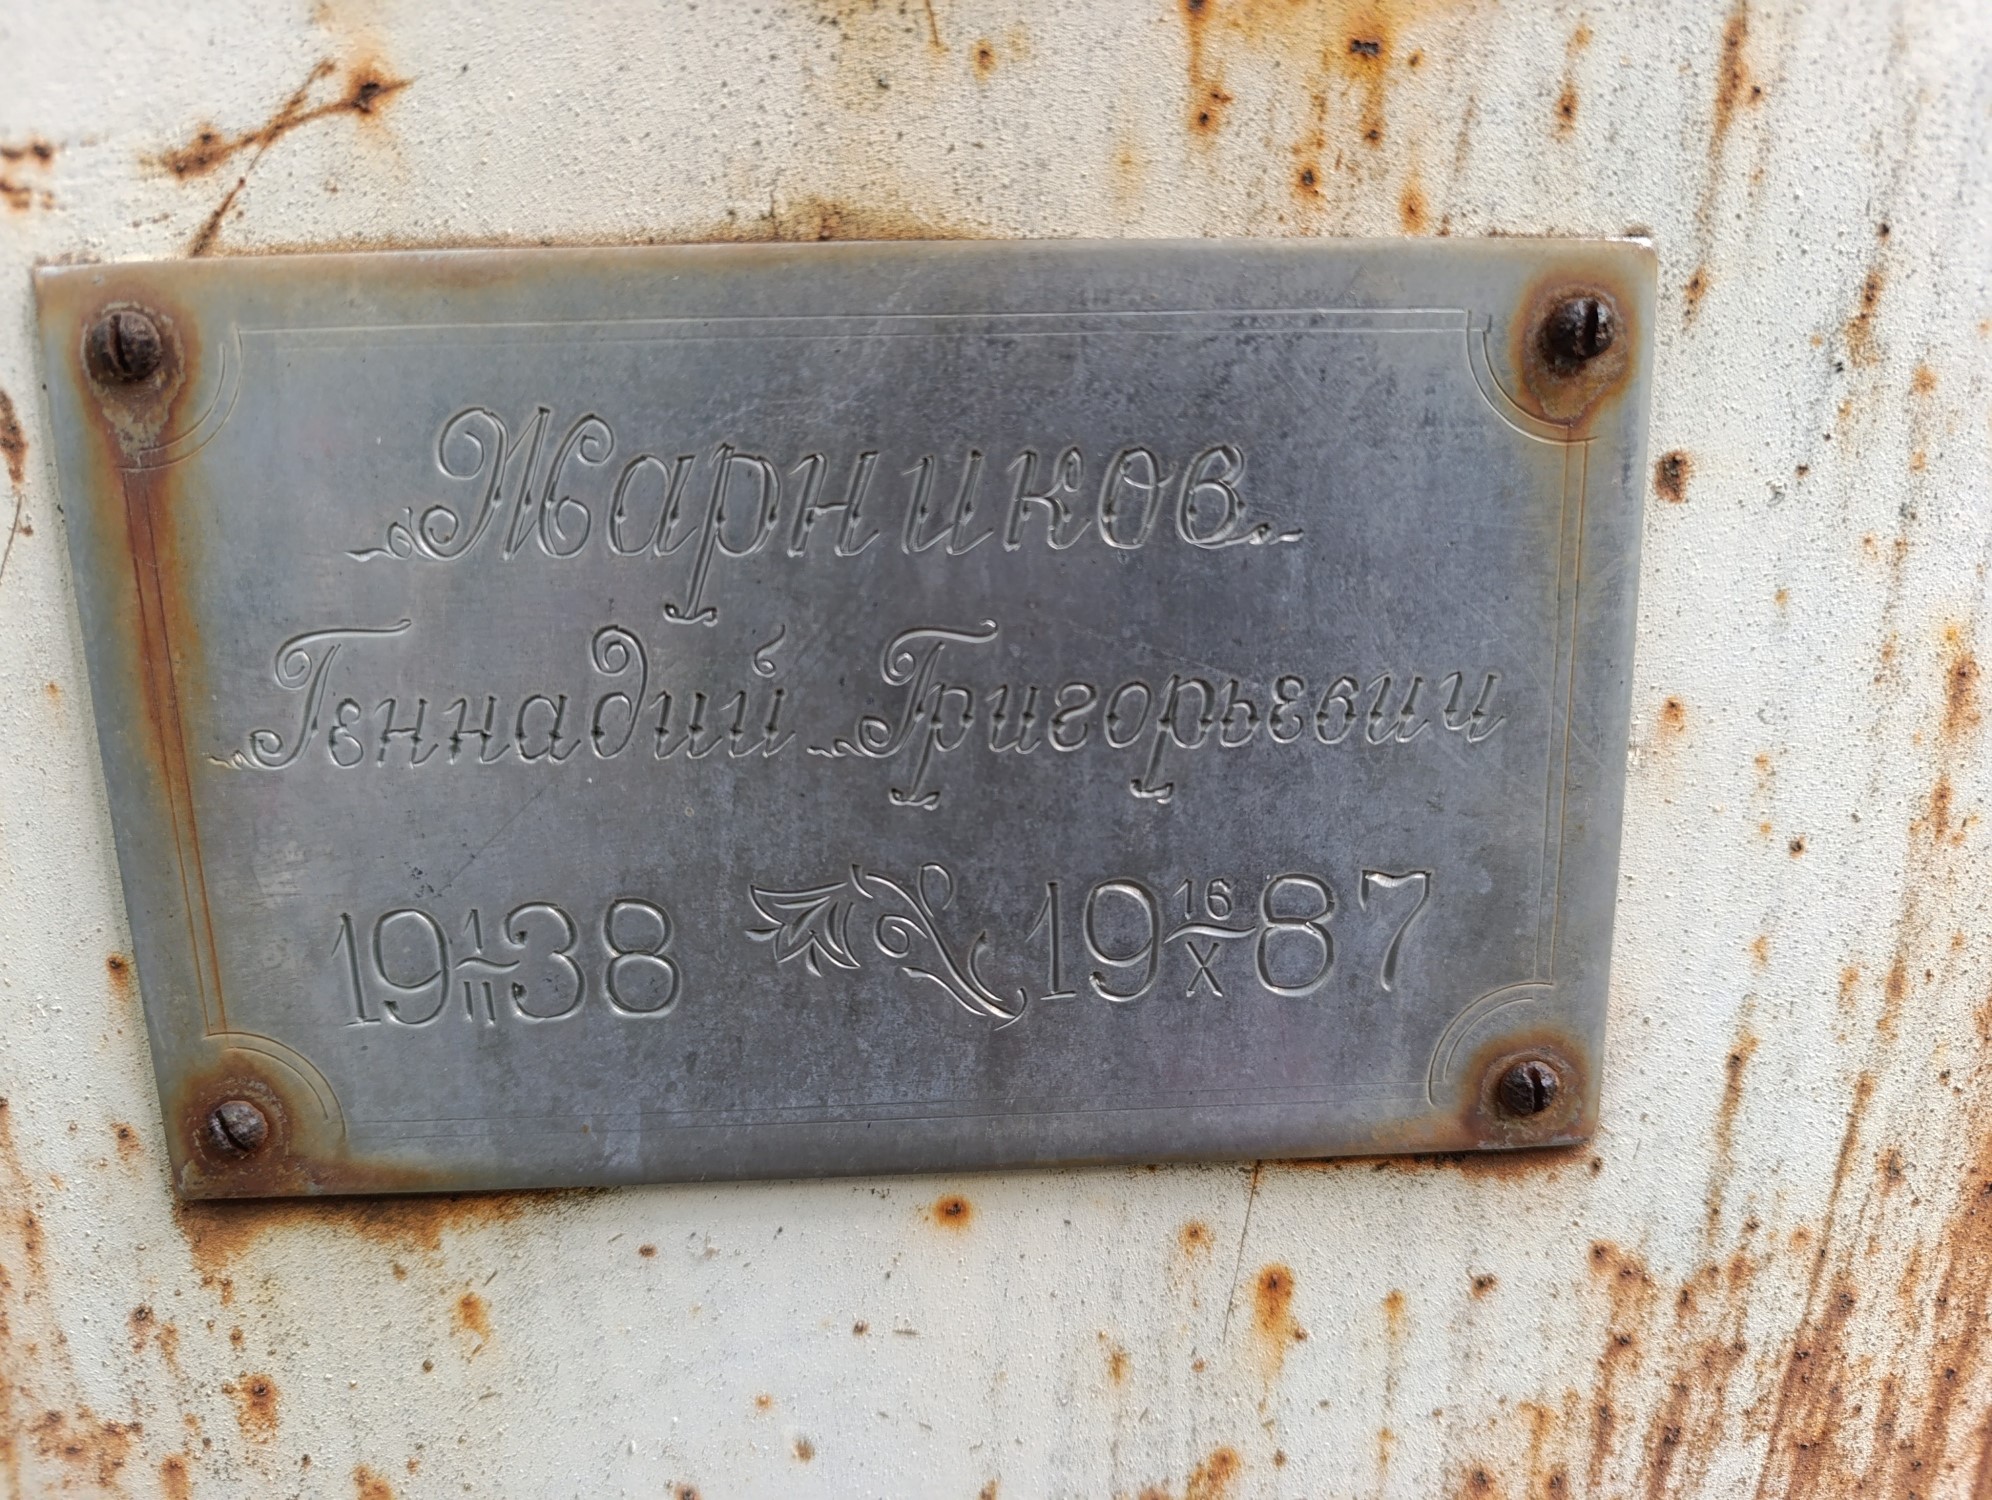 Жарников
Геннадий Григорьевич
19 1/II 38 19 16/X 87